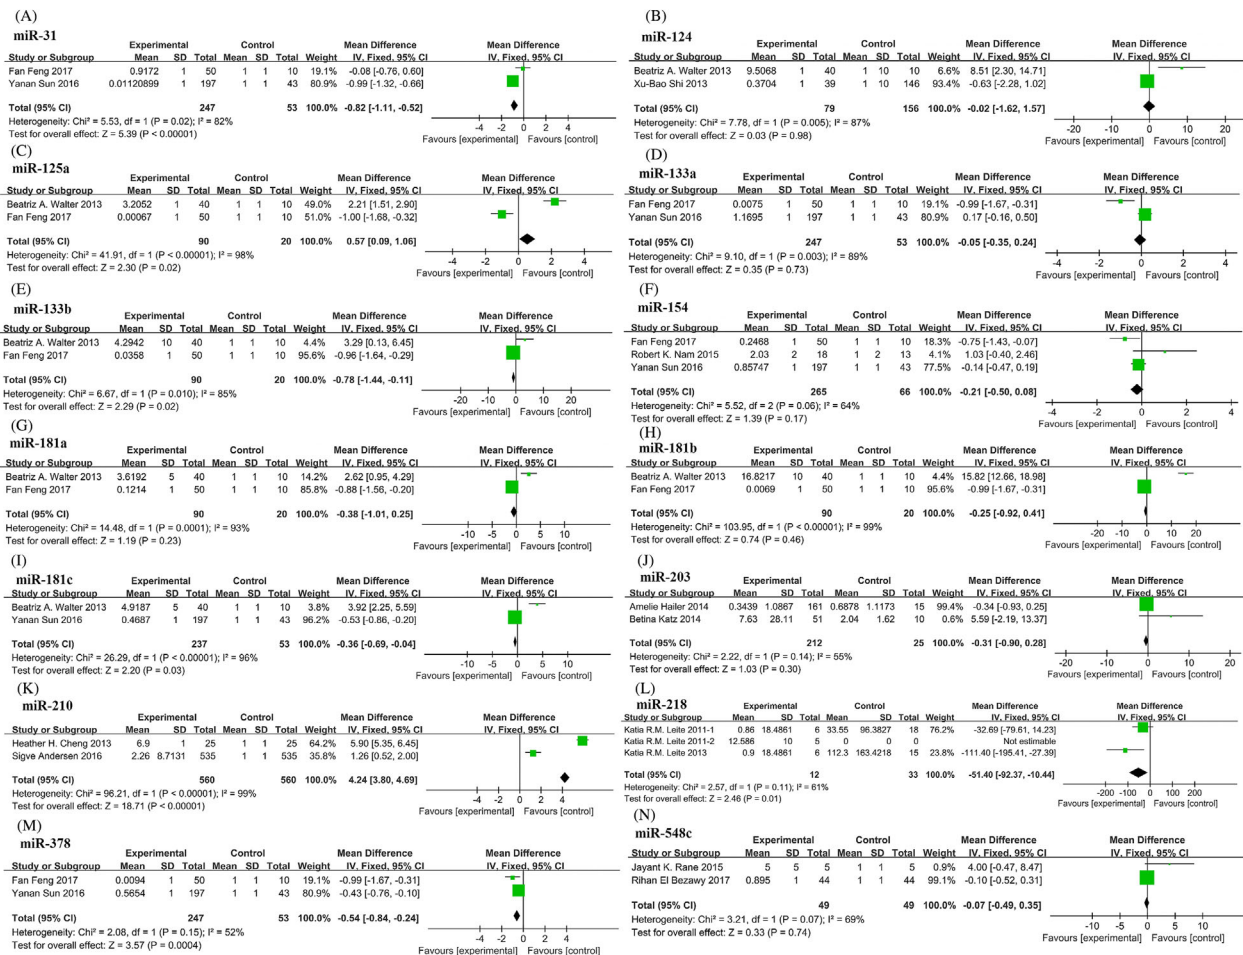 (A)
miR-31
Experimental Control Mean Difference Mean Difference
Study or Subgroup Mean SD Total Mean SD Total Weight IV, Fixed, 95% CI IV, Fixed, 95% CI
Fan Feng 2017 0.9172 1 50 1 1 10 19.1% -0.08 [-0.76, 0.60]
Yanan Sun 2016 0.01120899 1 197 1 1 43 80.9% -0.99 [-1.32, -0.66]
Total (95% CI) 247 53 100.0% -0.82 [-1.11, -0.52]
Heterogeneity: Chi² = 5.53, df = 1 (P = 0.02); I² = 82%
Test for overall effect: Z = 5.39 (P < 0.00001)
-4 -2 0 2 4
Favours [experimental] Favours [control]
(B)
miR-124
Experimental Control Mean Difference Mean Difference
Study or Subgroup Mean SD Total Mean SD Total Weight IV, Fixed, 95% CI IV, Fixed, 95% CI
Beatriz A. Walter 2013 9.5068 1 40 1 10 10 6.6% 8.51 [2.30, 14.71]
Xu-Bao Shi 2013 0.3704 1 39 1 10 146 93.4% -0.63 [-2.28, 1.02]
Total (95% CI) 79 156 100.0% -0.02 [-1.62, 1.57]
Heterogeneity: Chi² = 7.78, df = 1 (P = 0.005); I² = 87%
Test for overall effect: Z = 0.03 (P = 0.98)
-20 -10 0 10 20
Favours [experimental] Favours [control]
(C)
miR-125a
Experimental Control Mean Difference Mean Difference
Study or Subgroup Mean SD Total Mean SD Total Weight IV, Fixed, 95% CI IV, Fixed, 95% CI
Beatriz A. Walter 2013 3.2052 1 40 1 1 10 49.0% 2.21 [1.51, 2.90]
Fan Feng 2017 0.00067 1 50 1 1 10 51.0% -1.00 [-1.68, -0.32]
Total (95% CI) 90 20 100.0% 0.57 [0.09, 1.06]
Heterogeneity: Chi² = 41.91, df = 1 (P < 0.00001); I² = 98%
Test for overall effect: Z = 2.30 (P = 0.02)
-4 -2 0 2 4
Favours [experimental] Favours [control]
(D)
miR-133a
Experimental Control Mean Difference Mean Difference
Study or Subgroup Mean SD Total Mean SD Total Weight IV, Fixed, 95% CI IV, Fixed, 95% CI
Fan Feng 2017 0.0075 1 50 1 1 10 19.1% -0.99 [-1.67, -0.31]
Yanan Sun 2016 1.1695 1 197 1 1 43 80.9% 0.17 [-0.16, 0.50]
Total (95% CI) 247 53 100.0% -0.05 [-0.35, 0.24]
Heterogeneity: Chi² = 9.10, df = 1 (P = 0.003); I² = 89%
Test for overall effect: Z = 0.35 (P = 0.73)
-4 -2 0 2 4
Favours [experimental] Favours [control]
(E)
miR-133b
Experimental Control Mean Difference Mean Difference
Study or Subgroup Mean SD Total Mean SD Total Weight IV, Fixed, 95% CI IV, Fixed, 95% CI
Beatriz A. Walter 2013 4.2942 10 40 1 1 10 4.4% 3.29 [0.13, 6.45]
Fan Feng 2017 0.0358 1 50 1 1 10 95.6% -0.96 [-1.64, -0.29]
Total (95% CI) 90 20 100.0% -0.78 [-1.44, -0.11]
Heterogeneity: Chi² = 6.67, df = 1 (P = 0.010); I² = 85%
Test for overall effect: Z = 2.29 (P = 0.02)
-20 -10 0 10 20
Favours [experimental] Favours [control]
(F)
miR-154
Experimental Control Mean Difference Mean Difference
Study or Subgroup Mean SD Total Mean SD Total Weight IV, Fixed, 95% CI IV, Fixed, 95% CI
Fan Feng 2017 0.2468 1 50 1 1 10 18.3% -0.75 [-1.43, -0.07]
Robert K. Nam 2015 2.03 2 18 1 2 13 4.1% 1.03 [-0.40, 2.46]
Yanan Sun 2016 0.85747 1 197 1 1 43 77.5% -0.14 [-0.47, 0.19]
Total (95% CI) 265 66 100.0% -0.21 [-0.50, 0.08]
Heterogeneity: Chi² = 5.52, df = 2 (P = 0.06); I² = 64%
Test for overall effect: Z = 1.39 (P = 0.17)
-4 -2 0 2 4
Favours [experimental] Favours [control]
(G)
miR-181a
Experimental Control Mean Difference Mean Difference
Study or Subgroup Mean SD Total Mean SD Total Weight IV, Fixed, 95% CI IV, Fixed, 95% CI
Beatriz A. Walter 2013 3.6192 5 40 1 1 10 14.2% 2.62 [0.95, 4.29]
Fan Feng 2017 0.1214 1 50 1 1 10 85.8% -0.88 [-1.56, -0.20]
Total (95% CI) 90 20 100.0% -0.38 [-1.01, 0.25]
Heterogeneity: Chi² = 14.48, df = 1 (P = 0.0001); I² = 93%
Test for overall effect: Z = 1.19 (P = 0.23)
-10 -5 0 5 10
Favours [experimental] Favours [control]
(H)
miR-181b
Experimental Control Mean Difference Mean Difference
Study or Subgroup Mean SD Total Mean SD Total Weight IV, Fixed, 95% CI IV, Fixed, 95% CI
Beatriz A. Walter 2013 16.8217 10 40 1 1 10 4.4% 15.82 [12.66, 18.98]
Fan Feng 2017 0.0069 1 50 1 1 10 95.6% -0.99 [-1.67, -0.31]
Total (95% CI) 90 20 100.0% -0.25 [-0.92, 0.41]
Heterogeneity: Chi² = 103.95, df = 1 (P < 0.00001); I² = 99%
Test for overall effect: Z = 0.74 (P = 0.46)
-20 -10 0 10 20
Favours [experimental] Favours [control]
(I)
miR-181c
Experimental Control Mean Difference Mean Difference
Study or Subgroup Mean SD Total Mean SD Total Weight IV, Fixed, 95% CI IV, Fixed, 95% CI
Beatriz A. Walter 2013 4.9187 5 40 1 1 10 3.8% 3.92 [2.25, 5.59]
Yanan Sun 2016 0.4687 1 197 1 1 43 96.2% -0.53 [-0.86, -0.20]
Total (95% CI) 237 53 100.0% -0.36 [-0.69, -0.04]
Heterogeneity: Chi² = 26.29, df = 1 (P < 0.00001); I² = 96%
Test for overall effect: Z = 2.20 (P = 0.03)
-10 -5 0 5 10
Favours [experimental] Favours [control]
(J)
miR-203
Experimental Control Mean Difference Mean Difference
Study or Subgroup Mean SD Total Mean SD Total Weight IV, Fixed, 95% CI IV, Fixed, 95% CI
Amelie Hailer 2014 0.3439 1.0867 161 0.6878 1.1173 15 99.4% -0.34 [-0.93, 0.25]
Betina Katz 2014 7.63 28.11 51 2.04 1.62 10 0.6% 5.59 [-2.19, 13.37]
Total (95% CI) 212 25 100.0% -0.31 [-0.90, 0.28]
Heterogeneity: Chi² = 2.22, df = 1 (P = 0.14); I² = 55%
Test for overall effect: Z = 1.03 (P = 0.30)
-20 -10 0 10 20
Favours [experimental] Favours [control]
(K)
miR-210
Experimental Control Mean Difference Mean Difference
Study or Subgroup Mean SD Total Mean SD Total Weight IV, Fixed, 95% CI IV, Fixed, 95% CI
Heather H. Cheng 2013 6.9 1 25 1 1 25 64.2% 5.90 [5.35, 6.45]
Sigve Andersen 2016 2.26 8.7131 535 1 1 535 35.8% 1.26 [0.52, 2.00]
Total (95% CI) 560 560 100.0% 4.24 [3.80, 4.69]
Heterogeneity: Chi² = 96.21, df = 1 (P < 0.00001); I² = 99%
Test for overall effect: Z = 18.71 (P < 0.00001)
-4 -2 0 2 4
Favours [experimental] Favours [control]
(L)
miR-218
Experimental Control Mean Difference Mean Difference
Study or Subgroup Mean SD Total Mean SD Total Weight IV, Fixed, 95% CI IV, Fixed, 95% CI
Katia R.M. Leite 2011-1 0.86 18.4861 6 33.55 96.3827 18 76.2% -32.69 [-79.61, 14.23]
Katia R.M. Leite 2011-2 12.586 10 5 0 0 0 Not estimable
Katia R.M. Leite 2013 0.9 18.4861 6 112.3 163.4218 15 23.8% -111.40 [-195.41, -27.39]
Total (95% CI) 12 33 100.0% -51.40 [-92.37, -10.44]
Heterogeneity: Chi² = 2.57, df = 1 (P = 0.11); I² = 61%
Test for overall effect: Z = 2.46 (P = 0.01)
-200 -100 0 100 200
Favours [experimental] Favours [control]
(M)
miR-378
Experimental Control Mean Difference Mean Difference
Study or Subgroup Mean SD Total Mean SD Total Weight IV, Fixed, 95% CI IV, Fixed, 95% CI
Fan Feng 2017 0.0094 1 50 1 1 10 19.1% -0.99 [-1.67, -0.31]
Yanan Sun 2016 0.5654 1 197 1 1 43 80.9% -0.43 [-0.76, -0.10]
Total (95% CI) 247 53 100.0% -0.54 [-0.84, -0.24]
Heterogeneity: Chi² = 2.08, df = 1 (P = 0.15); I² = 52%
Test for overall effect: Z = 3.57 (P = 0.0004)
-4 -2 0 2 4
Favours [experimental] Favours [control]
(N)
miR-548c
Experimental Control Mean Difference Mean Difference
Study or Subgroup Mean SD Total Mean SD Total Weight IV, Fixed, 95% CI IV, Fixed, 95% CI
Jayant K. Rane 2015 5 5 5 1 1 5 0.9% 4.00 [-0.47, 8.47]
Rihan El Bezawy 2017 0.895 1 44 1 1 44 99.1% -0.10 [-0.52, 0.31]
Total (95% CI) 49 49 100.0% -0.07 [-0.49, 0.35]
Heterogeneity: Chi² = 3.21, df = 1 (P = 0.07); I² = 69%
Test for overall effect: Z = 0.33 (P = 0.74)
-10 -5 0 5 10
Favours [experimental] Favours [control]